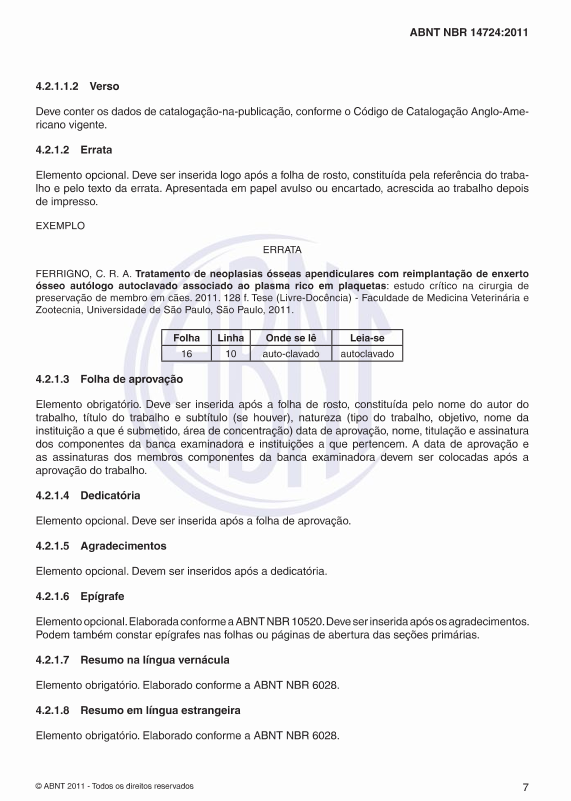 ABNT NBR 14724:2011
4.2.1.1.2 Verso
Deve conter os dados de catalogação-na-publicação, conforme o Código de Catalogação Anglo-Ame-
ricano vigente.
4.2.1.2 Errata
Elemento opcional. Deve ser inserida logo após a folha de rosto, constituída pela referência do traba-
lho e pelo texto da errata. Apresentada em papel avulso ou encartado, acrescida ao trabalho depois
de impresso.
EXEMPLO
ERRATA
FERRIGNO, C. R. A. Tratamento de neoplasias ósseas apendiculares com reimplantação de enxerto
ósseo autólogo autoclavado associado ao plasma rico em plaquetas: estudo crítico na cirurgia de
preservação de membro em cães. 2011. 128 f. Tese (Livre-Docência) - Faculdade de Medicina Veterinária e
Zootecnia, Universidade de São Paulo, São Paulo, 2011.
Folha Linha Onde se lê Leia-se
16 10 auto-clavado autoclavado
4.2.1.3 Folha de aprovação
Elemento obrigatório. Deve ser inserida após a folha de rosto, constituída pelo nome do autor do
trabalho, título do trabalho e subtítulo (se houver), natureza (tipo do trabalho, objetivo, nome da
instituição a que é submetido, área de concentração) data de aprovação, nome, titulação e assinatura
dos componentes da banca examinadora e instituições a que pertencem. A data de aprovação e
as assinaturas dos membros componentes da banca examinadora devem ser colocadas após a
aprovação do trabalho.
4.2.1.4 Dedicatória
Elemento opcional. Deve ser inserida após a folha de aprovação.
4.2.1.5 Agradecimentos
Elemento opcional. Devem ser inseridos após a dedicatória.
4.2.1.6 Epígrafe
Elemento opcional. Elaborada conforme a ABNT NBR 10520. Deve ser inserida após os agradecimentos.
Podem também constar epígrafes nas folhas ou páginas de abertura das seções primárias.
4.2.1.7 Resumo na língua vernácula
Elemento obrigatório. Elaborado conforme a ABNT NBR 6028.
4.2.1.8 Resumo em língua estrangeira
Elemento obrigatório. Elaborado conforme a ABNT NBR 6028.
© ABNT 2011 - Todos os direitos reservados
7
ABNT